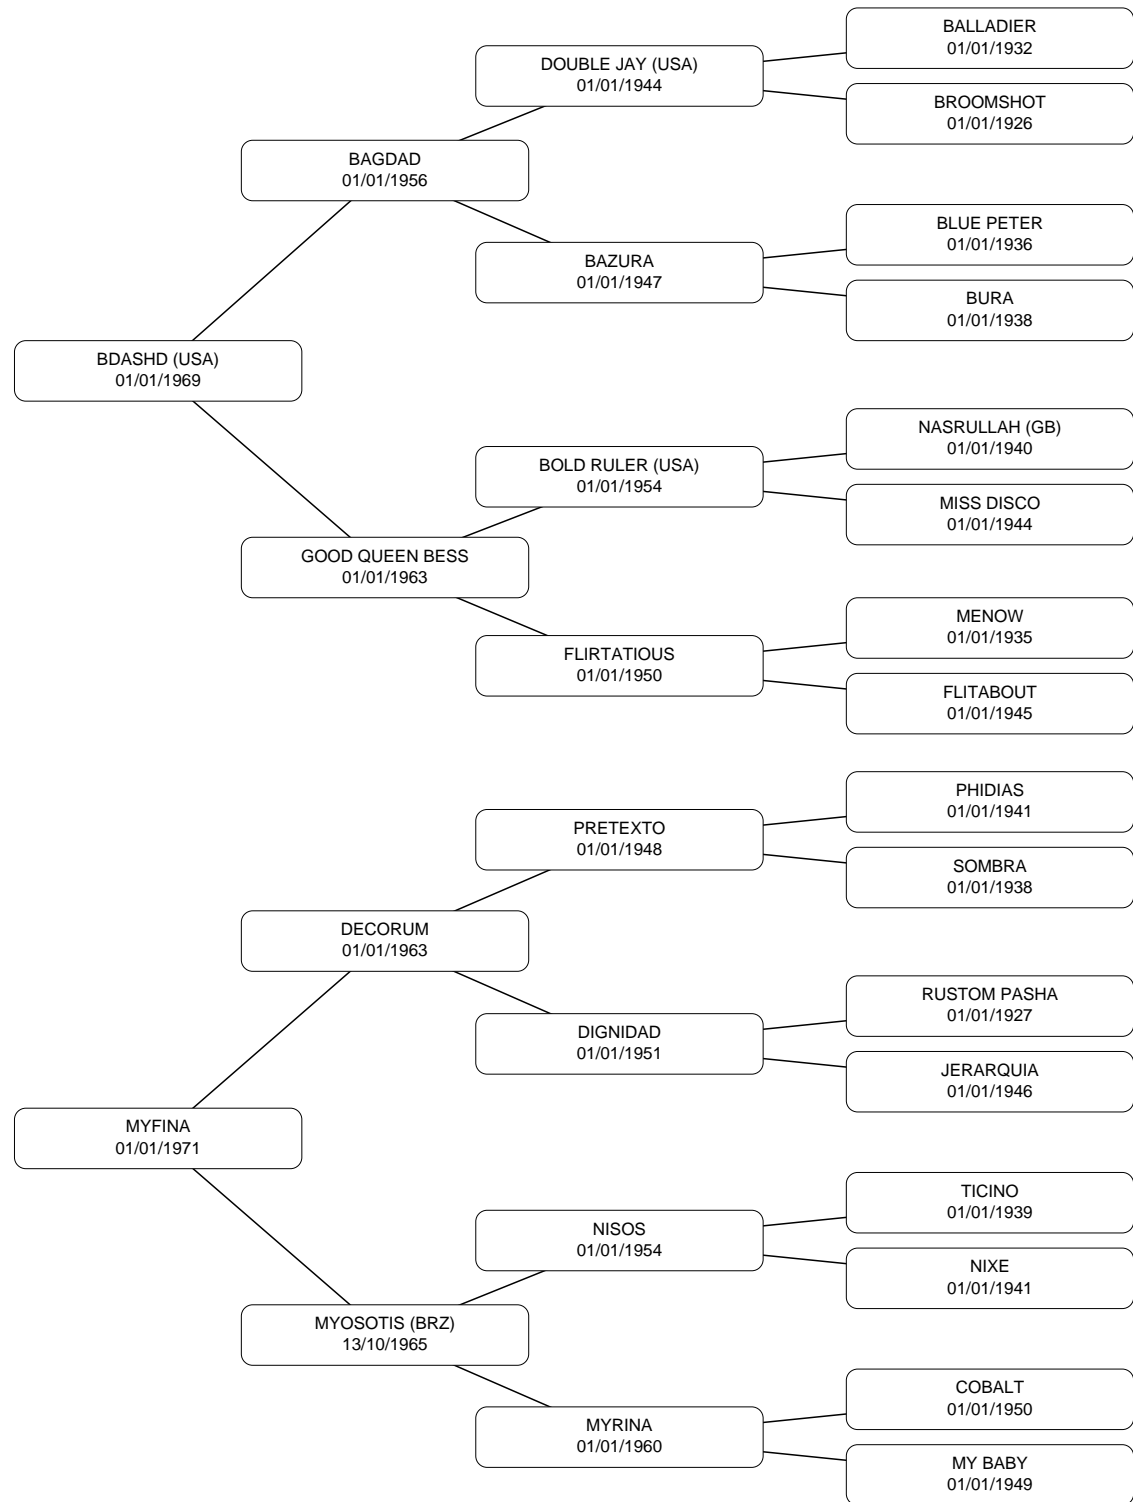 BALLADIER
01/01/1932
DOUBLE JAY (USA)
01/01/1944
BROOMSHOT
01/01/1926
BAGDAD
01/01/1956
BLUE PETER
01/01/1936
BAZURA
01/01/1947
BURA
01/01/1938
BDASHD (USA)
01/01/1969
NASRULLAH (GB)
01/01/1940
BOLD RULER (USA)
01/01/1954
MISS DISCO
01/01/1944
GOOD QUEEN BESS
01/01/1963
MENOW
01/01/1935
FLIRTATIOUS
01/01/1950
FLITABOUT
01/01/1945
PHIDIAS
01/01/1941
PRETEXTO
01/01/1948
SOMBRA
01/01/1938
DECORUM
01/01/1963
RUSTOM PASHA
01/01/1927
DIGNIDAD
01/01/1951
JERARQUIA
01/01/1946
MYFINA
01/01/1971
TICINO
01/01/1939
NISOS
01/01/1954
NIXE
01/01/1941
MYOSOTIS (BRZ)
13/10/1965
COBALT
01/01/1950
MYRINA
01/01/1960
MY BABY
01/01/1949